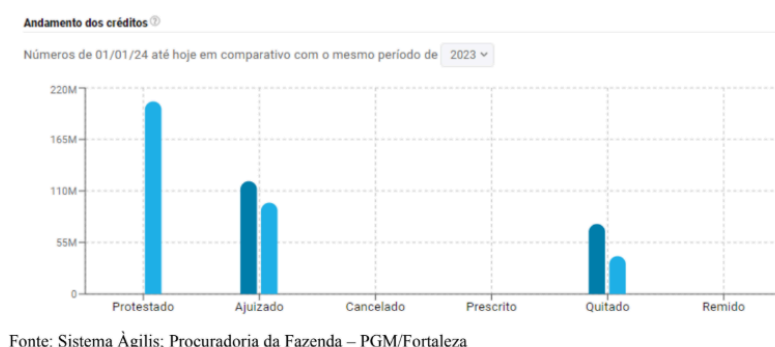 Andamento dos créditos ?
Números de 01/01/24 até hoje em comparativo com o mesmo período de 2023
220M
165M
110M
55M
0
Protestado Ajuizado Cancelado Prescrito Quitado Remido
Fonte: Sistema Àgilis; Procuradoria da Fazenda – PGM/Fortaleza